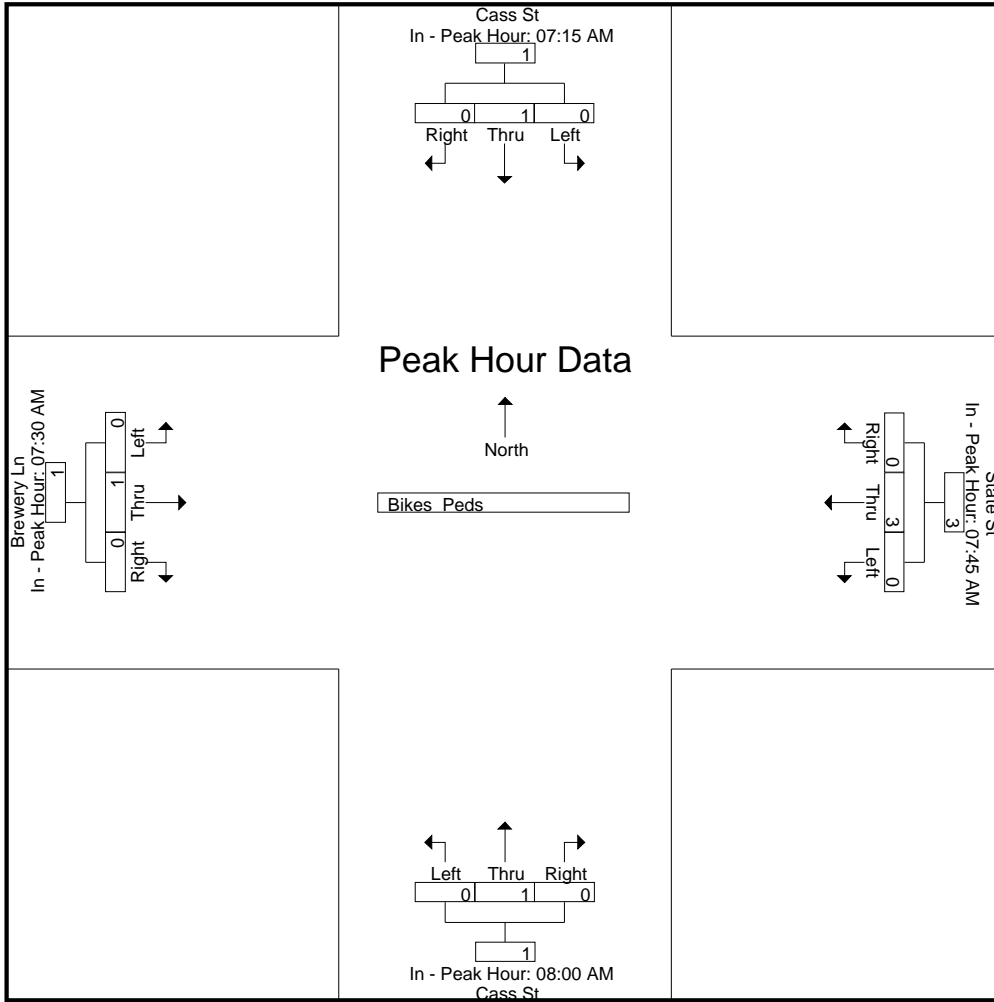 Cass St
In - Peak Hour: 07:15 AM
1
0 1 0
Right Thru Left
Peak Hour Data
North
Bikes Peds
Brewery Ln
In - Peak Hour: 07:30 AM
1
0 1 0
Left Thru Right
State St
In - Peak Hour: 07:45 AM
3
0 3 0
Right Thru Left
Left Thru Right
0 1 0
1
In - Peak Hour: 08:00 AM
Cass St